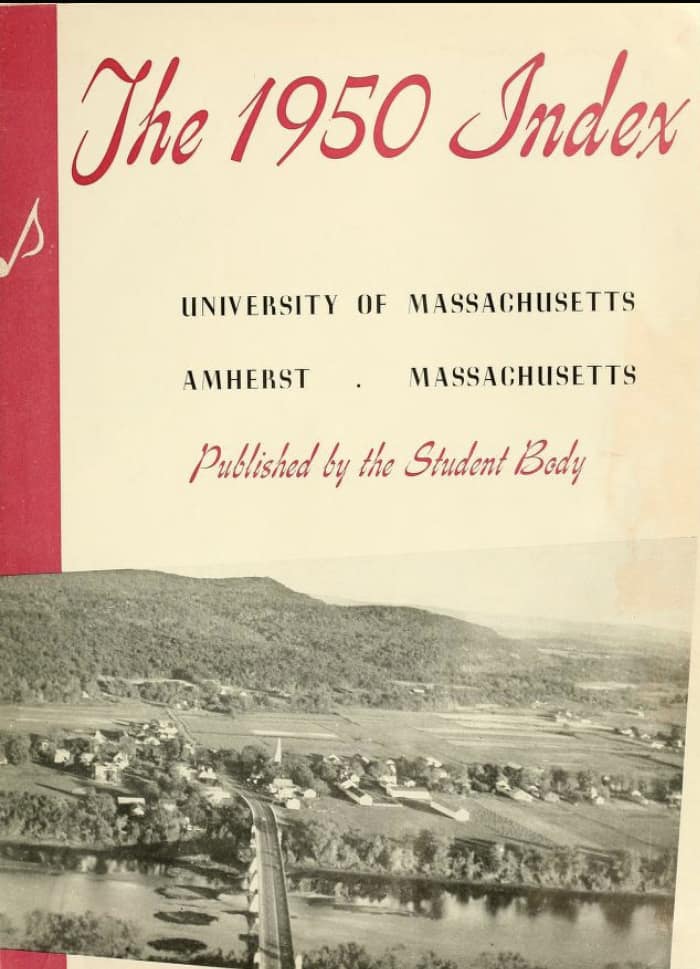 The 1950 Index
UNIVERSITY OF MASSACHUSETTS
AMHERST . MASSACHUSETTS
Published by the Student Body